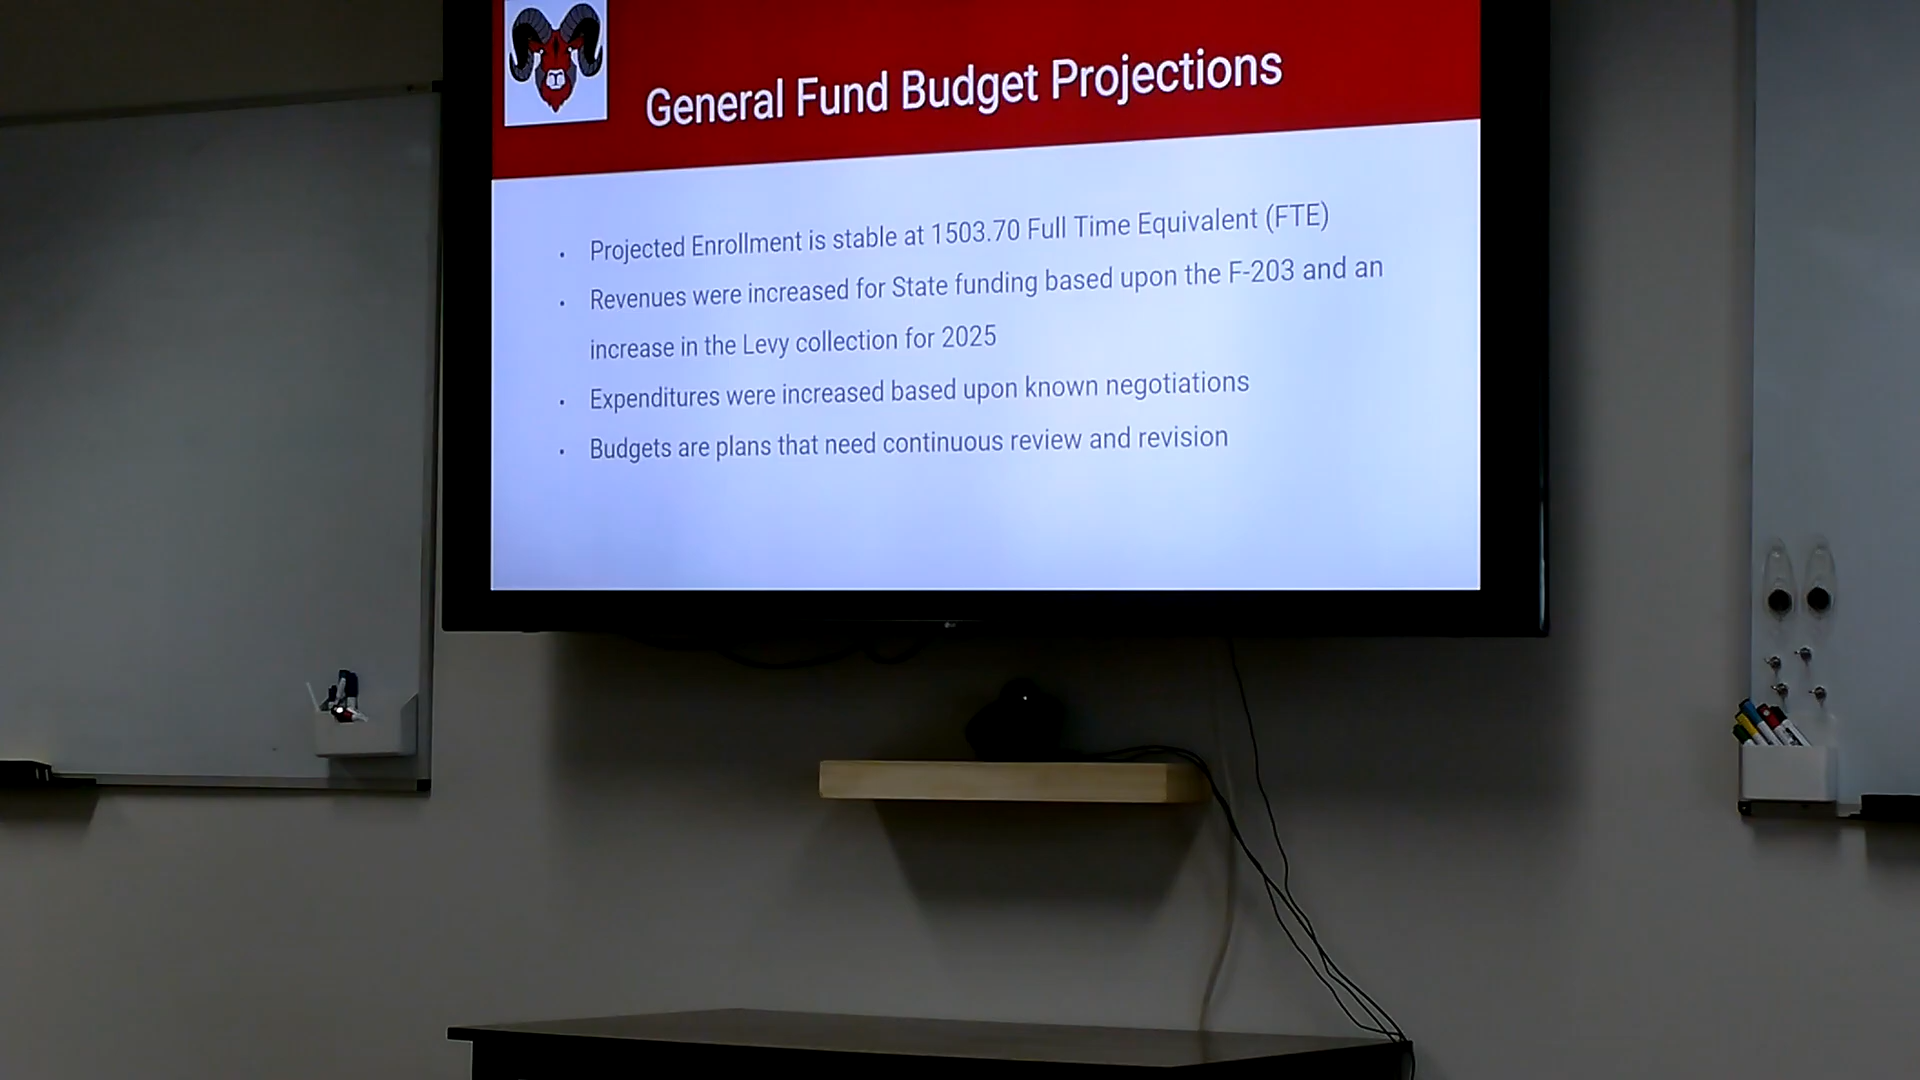 General Fund Budget Projections
• Projected Enrollment is stable at 1503.70 Full Time Equivalent (FTE)
• Revenues were increased for State funding based upon the F-203 and an
increase in the Levy collection for 2025
• Expenditures were increased based upon known negotiations
• Budgets are plans that need continuous review and revision
LG